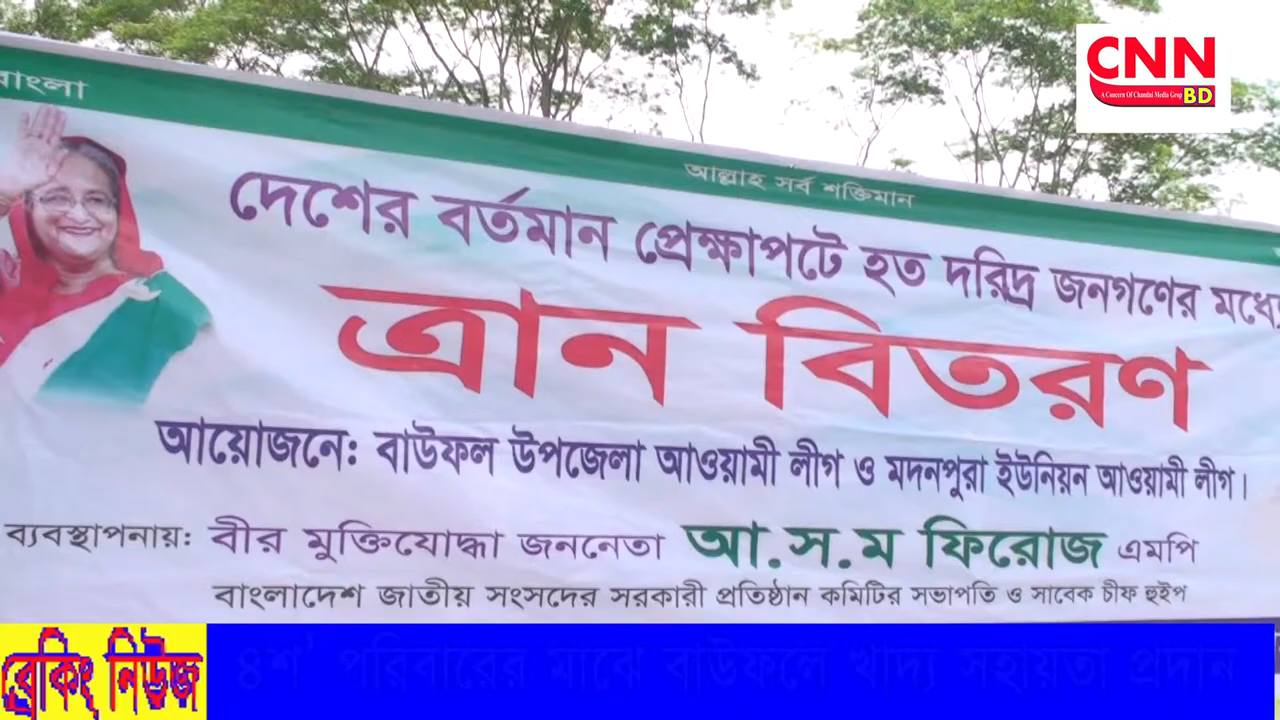 বাংলা
আল্লাহ সর্ব শক্তিমান
CNN
A Concern Of Chandni Media Grop
BD
দেশের বর্তমান প্রেক্ষাপটে হত দরিদ্র জনগণের মধ্যে
ত্রান বিতরণ
আয়োজনে: বাউফল উপজেলা আওয়ামী লীগ ও মদনপুরা ইউনিয়ন আওয়ামী লীগ।
ব্যবস্থাপনায়: বীর মুক্তিযোদ্ধা জননেতা আ.স.ম ফিরোজ এমপি
বাংলাদেশ জাতীয় সংসদের সরকারী প্রতিষ্ঠান কমিটির সভাপতি ও সাবেক চীফ হুইপ
ব্রেকিং নিউজ
৪শ' পরিবারের মাঝে বাউফলে খাদ্য সহায়তা প্রদান